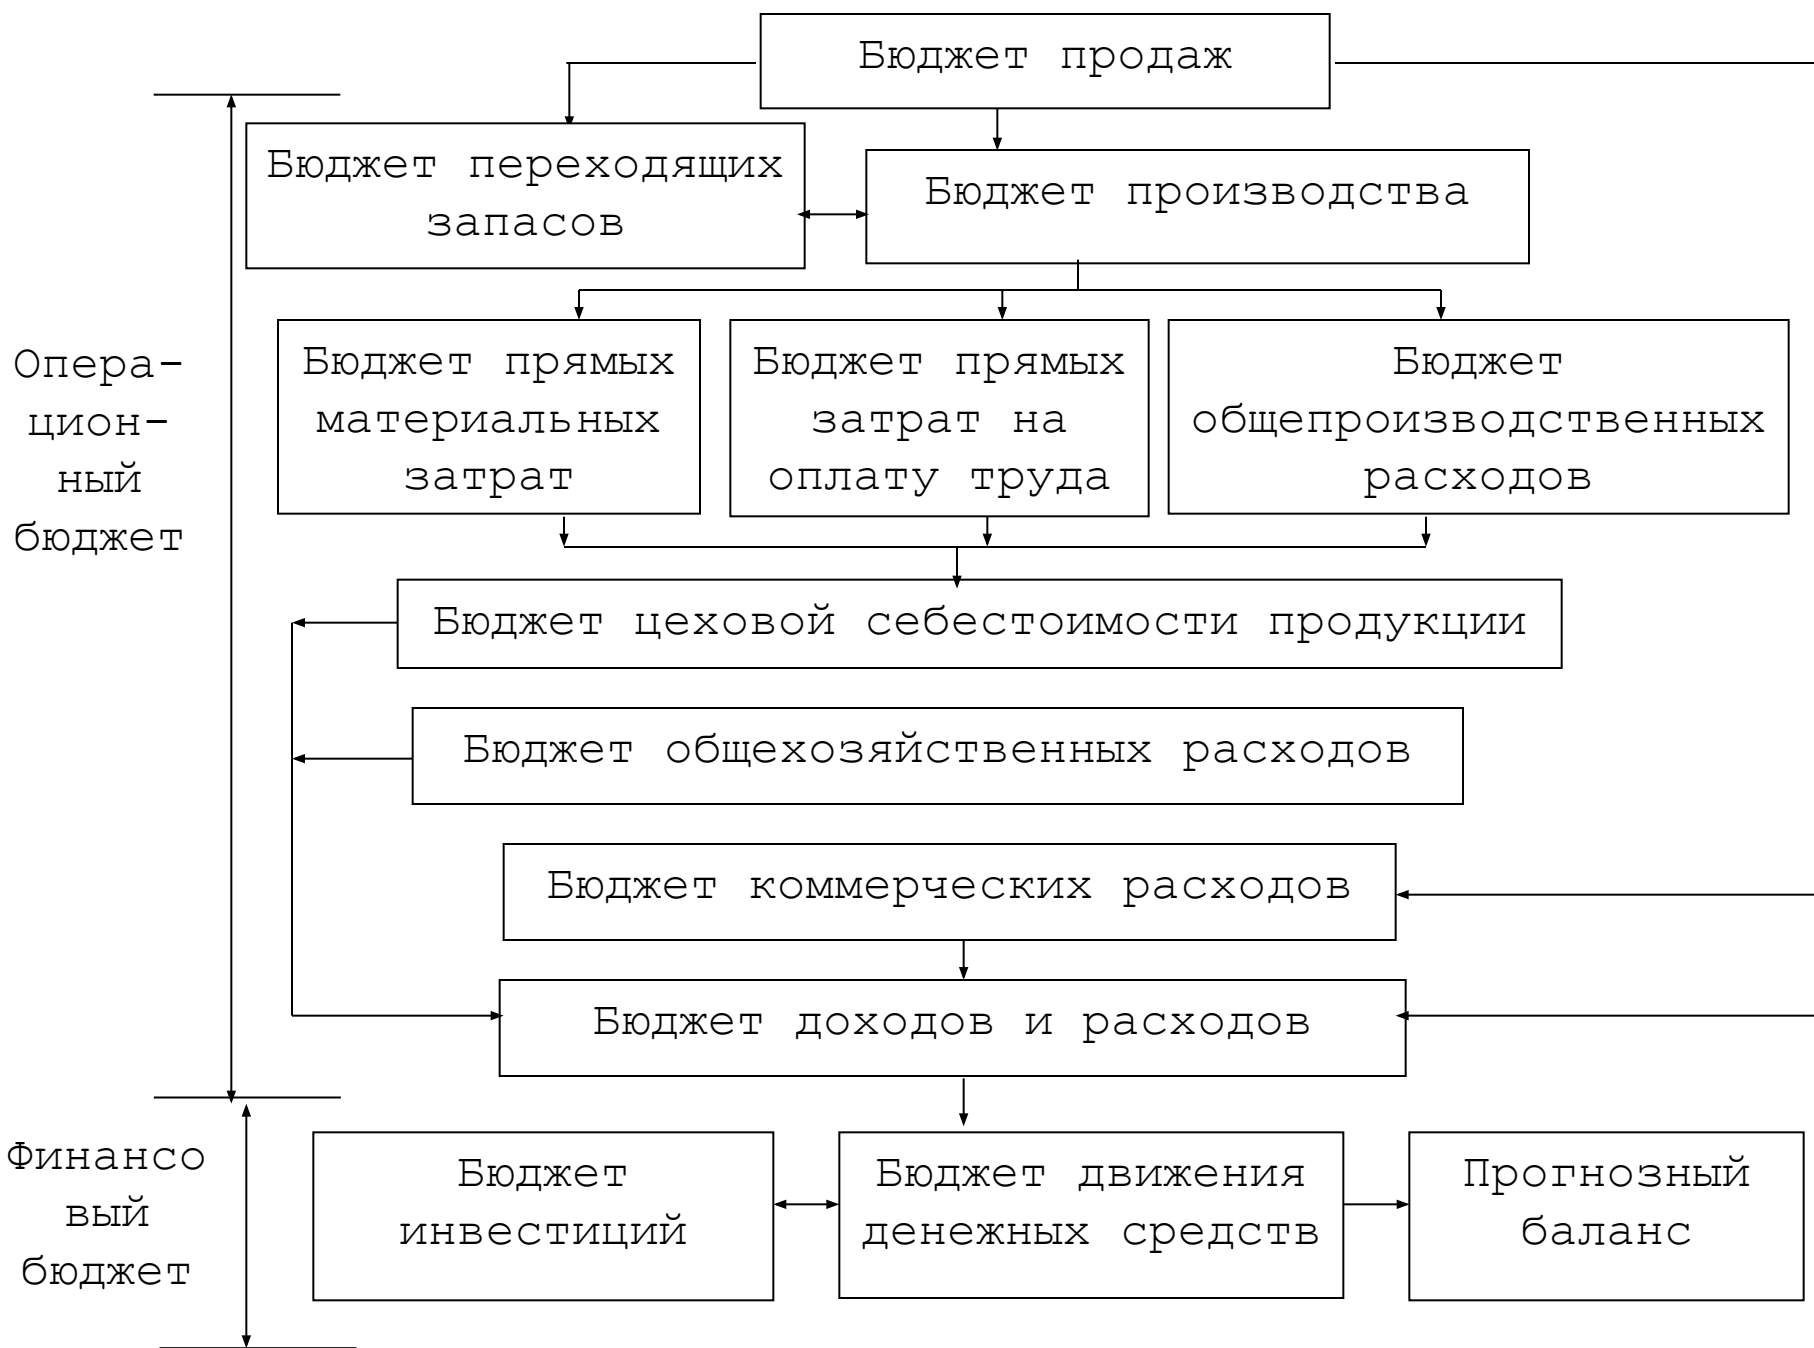 Бюджет продаж
Бюджет переходящих
запасов
Бюджет производства
Опера-
цион-
ный
бюджет
Бюджет прямых
материальных
затрат
Бюджет прямых
затрат на
оплату труда
Бюджет
общепроизводственных
расходов
Бюджет цеховой себестоимости продукции
Бюджет общехозяйственных расходов
Бюджет коммерческих расходов
Бюджет доходов и расходов
Финансо
вый
бюджет
Бюджет
инвестиций
Бюджет движения
денежных средств
Прогнозный
баланс